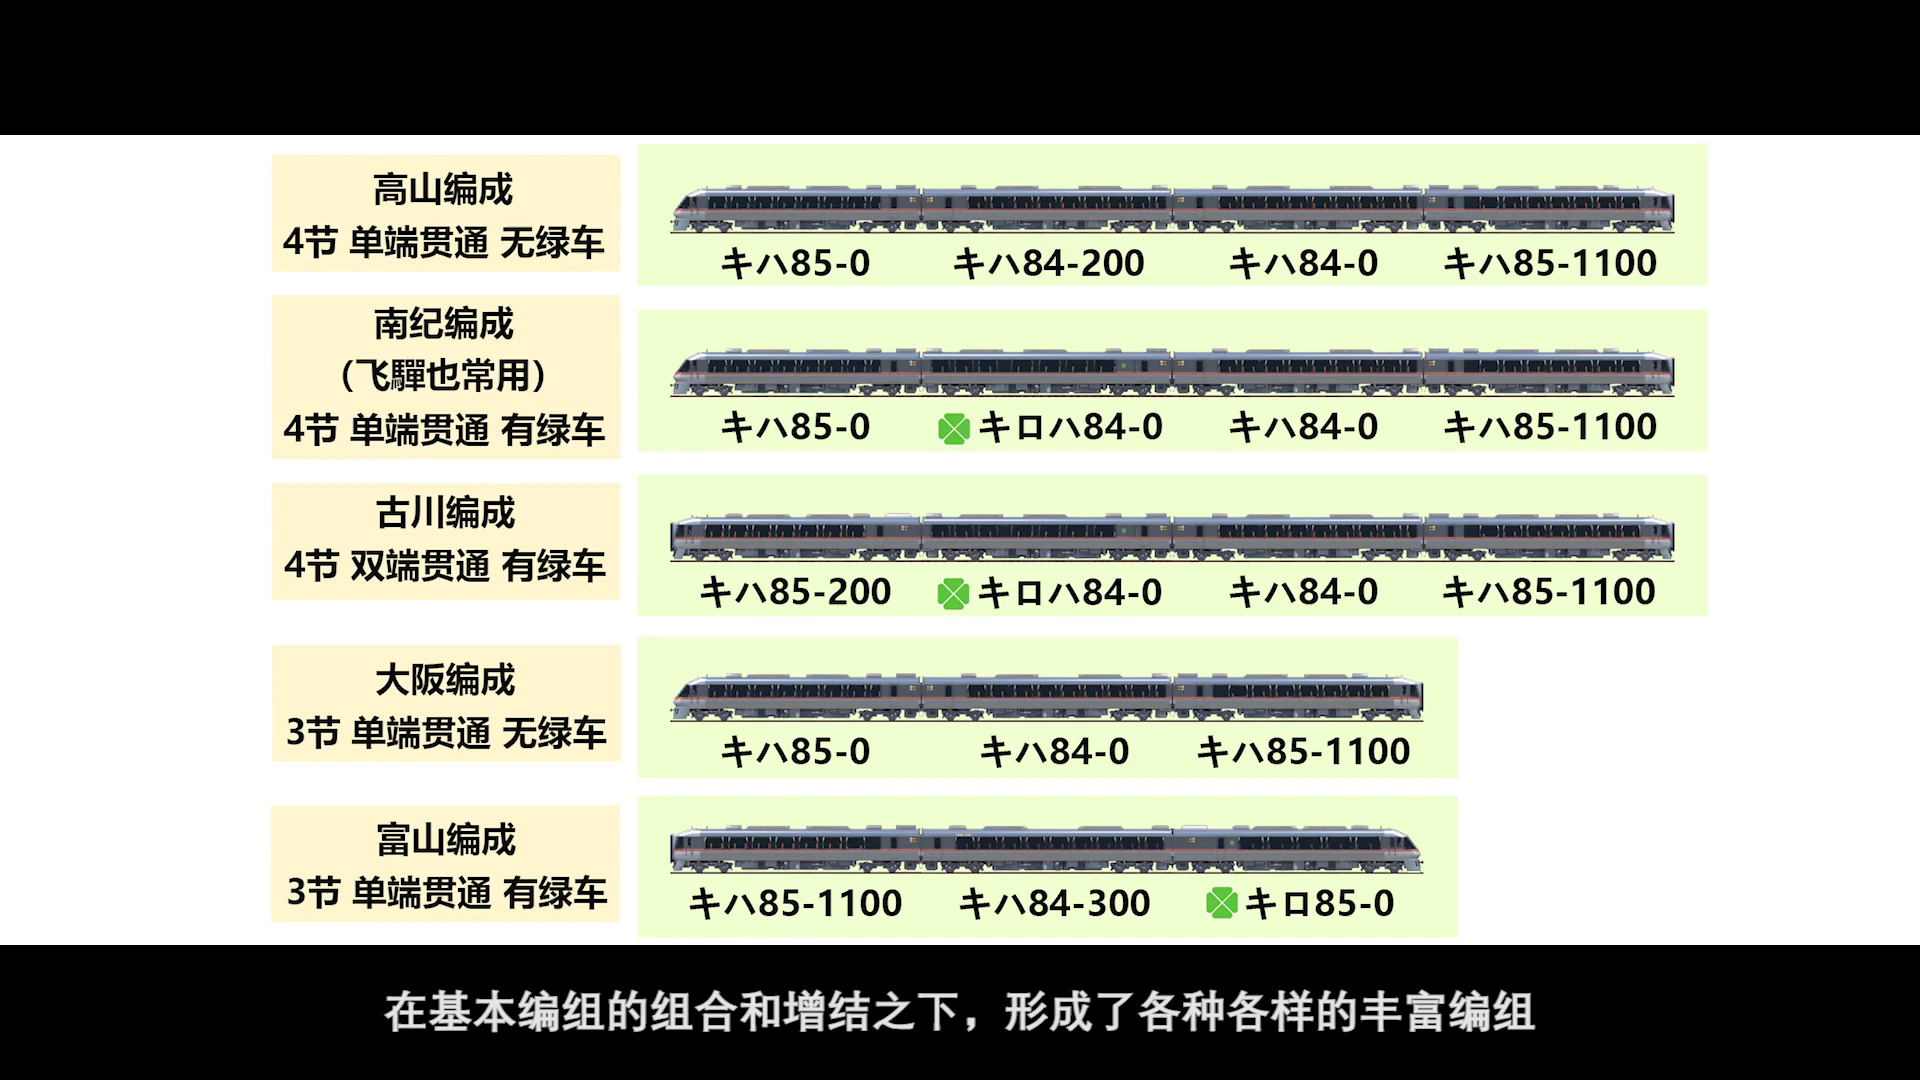 高山编成
4节 单端贯通 无绿车
キハ85-0
キハ84-200
キハ84-0
キハ85-1100
南纪编成
（飞驒也常用）
4节 单端贯通 有绿车
キハ85-0
キロハ84-0
キハ84-0
キハ85-1100
古川编成
4节 双端贯通 有绿车
キハ85-200
キロハ84-0
キハ84-0
キハ85-1100
大阪编成
3节 单端贯通 无绿车
キハ85-0
キハ84-0
キハ85-1100
富山编成
3节 单端贯通 有绿车
キハ85-1100
キハ84-300
キロ85-0
在基本编组的组合和增结之下，形成了各种各样的丰富编组